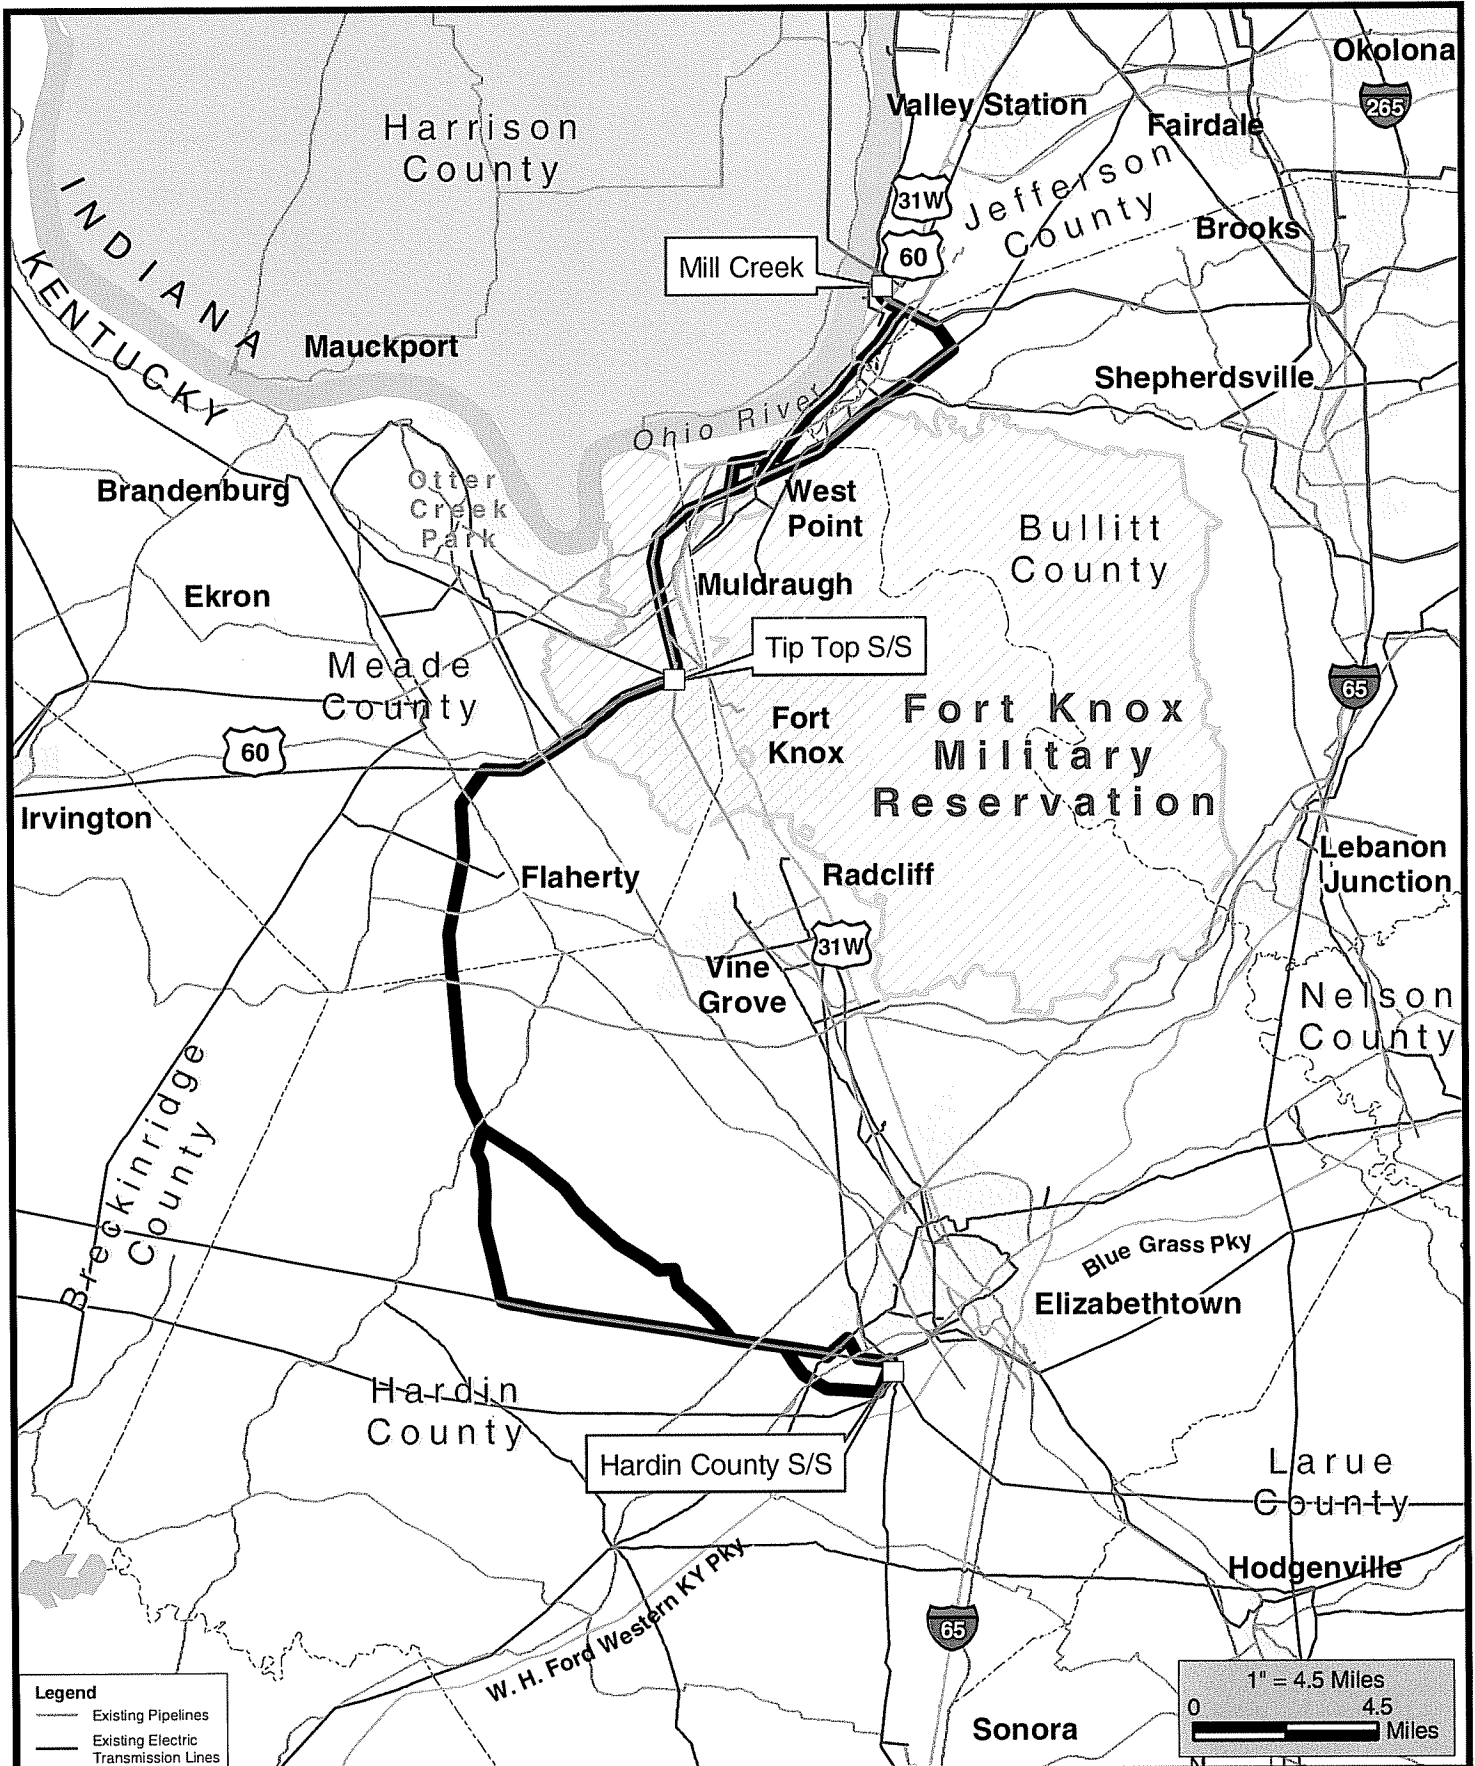 Okolona
265
Valley Station
Fairdale
Harrison
County
Jefferson
County
31W
60
Brooks
INDIANA
KENTUCKY
Mill Creek
Mauckport
Shepherdsville
Ohio River
Brandenburg
Otter
Creek
Park
West
Point
Bullitt
County
Muldraugh
Ekron
Tip Top S/S
Meade
County
65
60
Fort
Knox
Fort Knox
Military
Reservation
Irvington
Lebanon
Junction
Flaherty
Radcliff
31W
Vine
Grove
Nelson
County
Breckinridge
County
Blue Grass Pky
Elizabethtown
Hardin
County
Hardin County S/S
Larue
County
Hodgenville
W. H. Ford Western KY Pky
65
Sonora
Legend
Existing Pipelines
Existing Electric
Transmission Lines
1" = 4.5 Miles
0 4.5
Miles